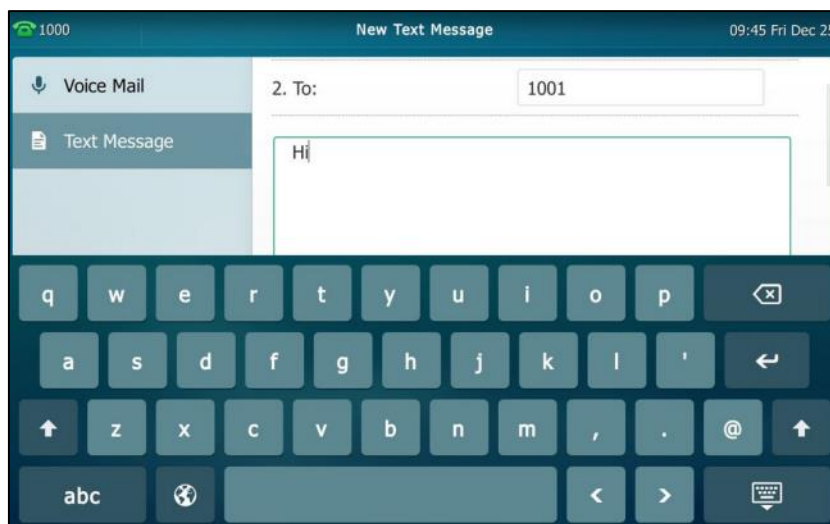 1000 New Text Message 09:45 Fri Dec 25
Voice Mail
Text Message
2. To: 1001
Hi
q w e r t y u i o p
a s d f g h j k l '
z x c v b n m , . @
abc < >